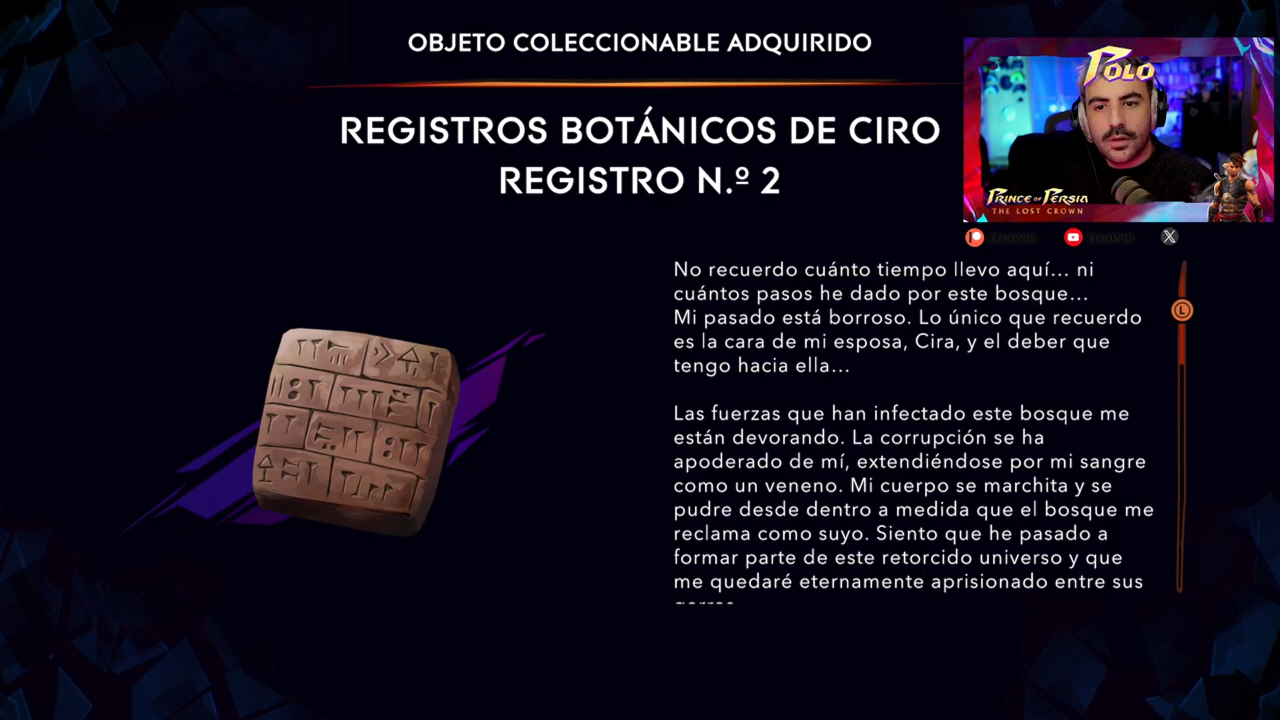 OBJETO COLECCIONABLE ADQUIRIDO
REGISTROS BOTÁNICOS DE CIRO
REGISTRO N.º 2
POLO
PRINCE OF PERSIA
THE LOST CROWN
No recuerdo cuánto tiempo llevo aquí... ni
cuántos pasos he dado por este bosque...
Mi pasado está borroso. Lo único que recuerdo
es la cara de mi esposa, Cira, y el deber que
tengo hacia ella...
Las fuerzas que han infectado este bosque me
están devorando. La corrupción se ha
apoderado de mí, extendiéndose por mi sangre
como un veneno. Mi cuerpo se marchita y se
pudre desde dentro a medida que el bosque me
reclama como suyo. Siento que he pasado a
formar parte de este retorcido universo y que
me quedaré eternamente aprisionado entre sus
L